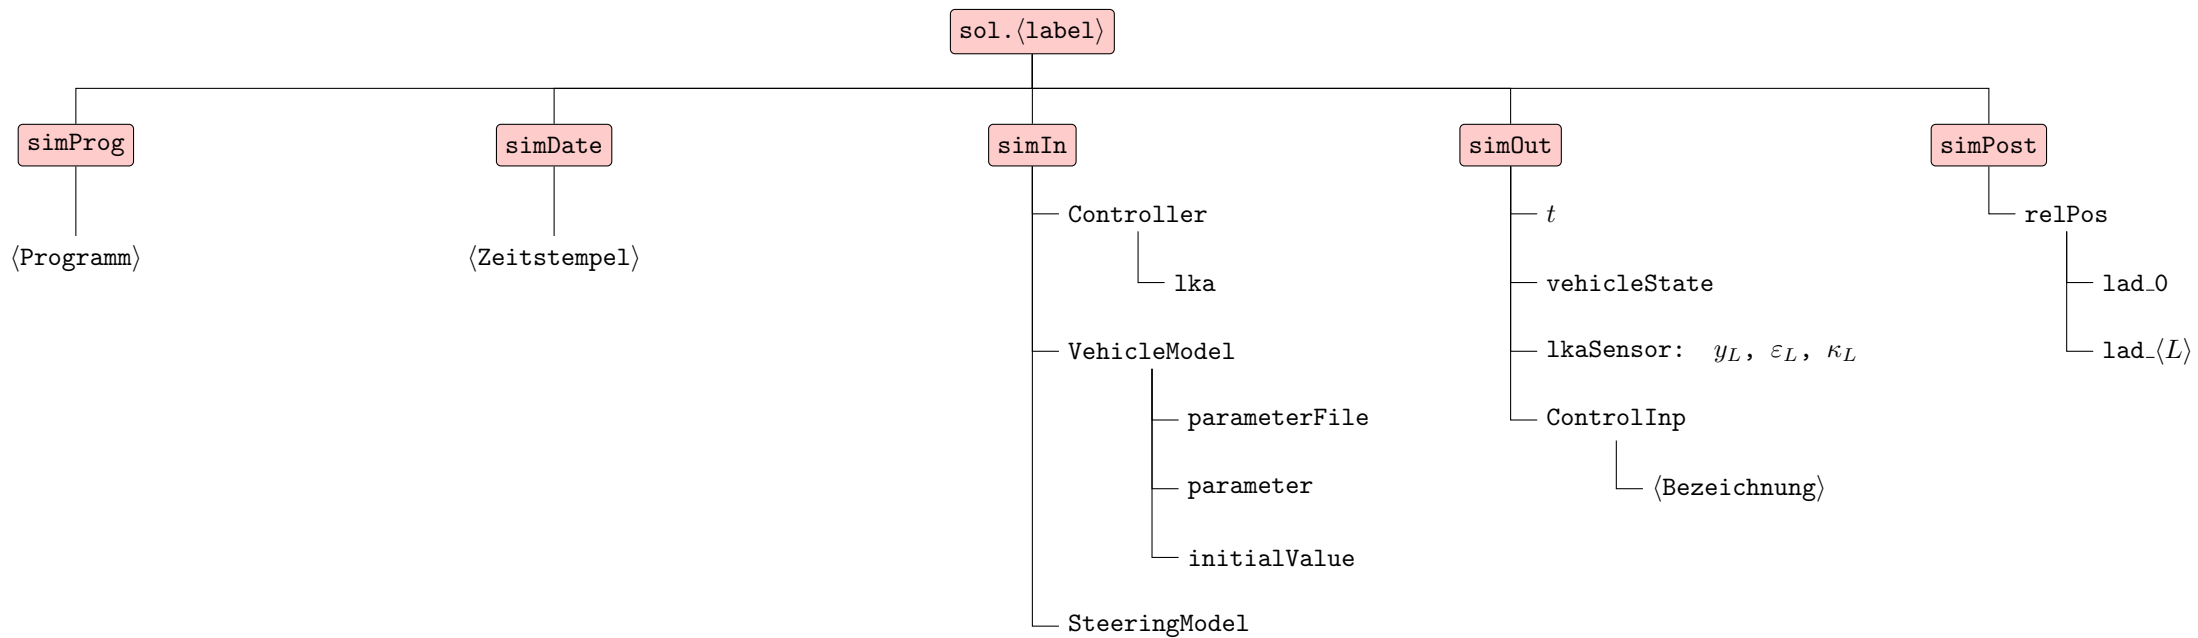 sol.⟨label⟩
simProg simDate simIn simOut simPost
Controller t relPos
⟨Programm⟩ ⟨Zeitstempel⟩
lka vehicleState lad_0
VehicleModel lkaSensor: y_L, ε_L, κ_L lad_⟨L⟩
parameterFile ControlInp
parameter ⟨Bezeichnung⟩
initialValue
SteeringModel